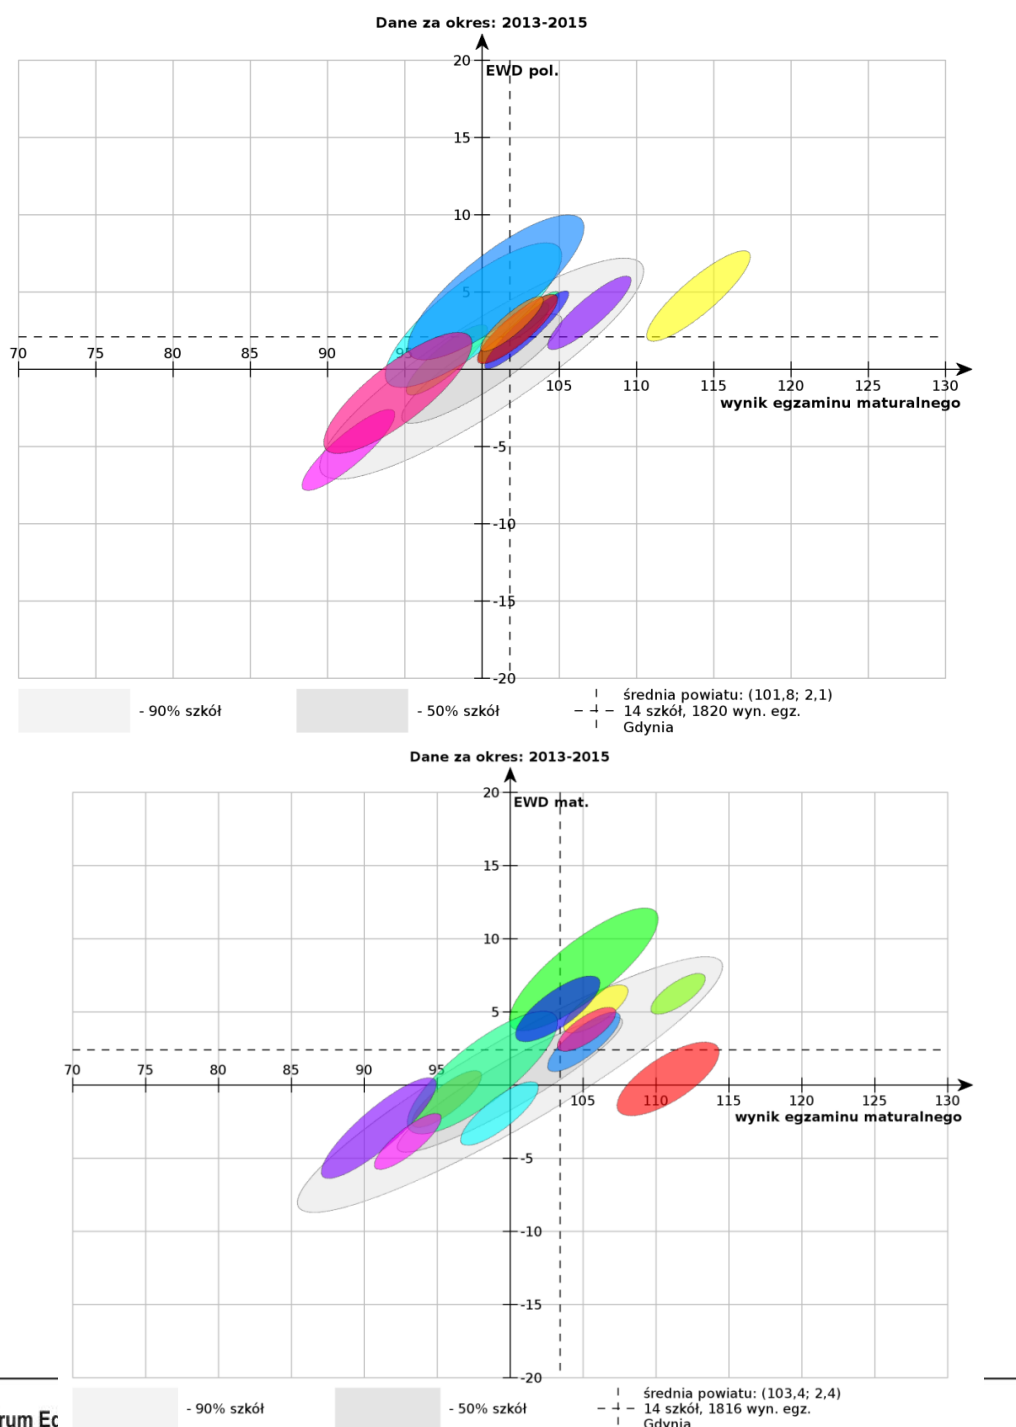 Dane za okres: 2013-2015
20
EWD pol.
15
10
5
70 75 80 85 90 95
105 110 115 120 125 130
wynik egzaminu maturalnego
-5
-10
-15
-20
- 90% szkół - 50% szkół
średnia powiatu: (101,8; 2,1)
14 szkół, 1820 wyn. egz.
Gdynia
Dane za okres: 2013-2015
20
EWD mat.
15
10
5
70 75 80 85 90 95
105 110 115 120 125 130
wynik egzaminu maturalnego
-5
-10
-15
-20
- 90% szkół - 50% szkół
średnia powiatu: (103,4; 2,4)
14 szkół, 1816 wyn. egz.
Gdynia
rum Ec